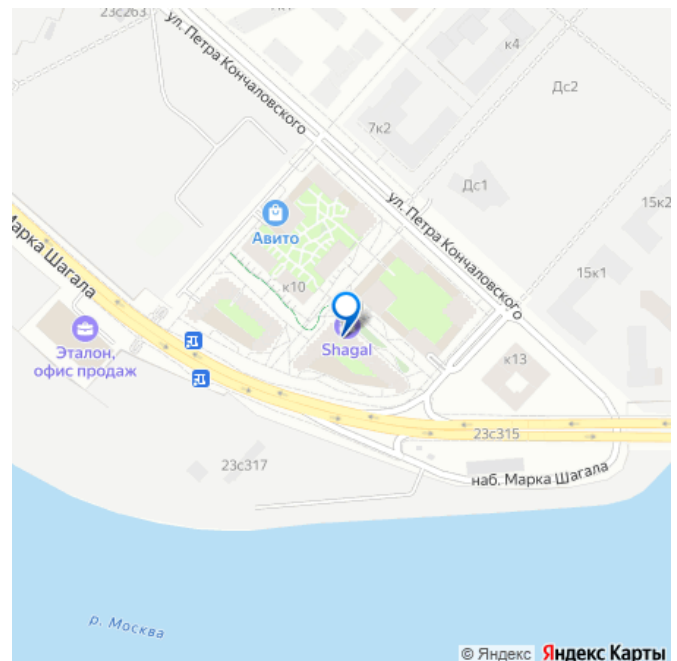 23с263
ул. Петра Кончаловского
к4
Дс2
7к2
Дс1
15к2
ул. Петра Кончаловского
Авито
Марка Шагала
к10
15к1
Shagal
Эталон,
офис продаж
к13
23с315
23с317
наб. Марка Шагала
р. Москва
© Яндекс Яндекс Карты